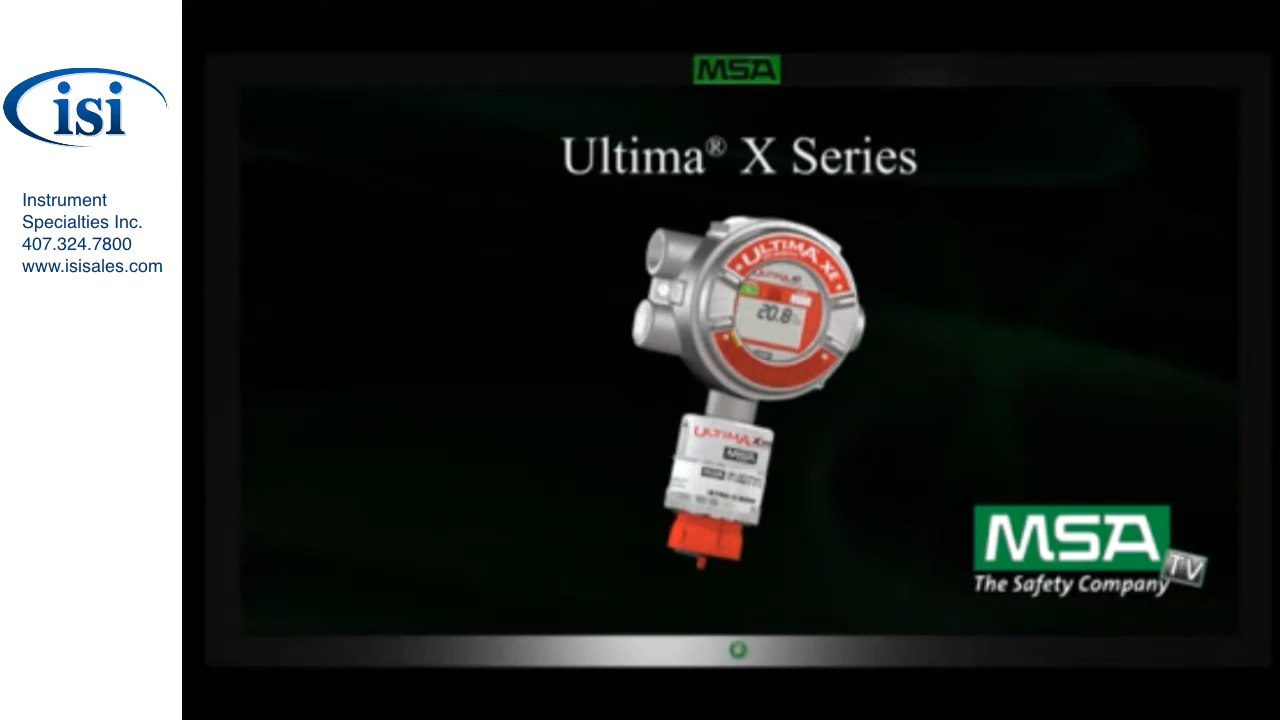 isi
Instrument
Specialties Inc.
407.324.7800
www.isisales.com
MSA
Ultima® X Series
ULTIMA XE
20.8
ULTIMA X
MSA
MSA
TV
The Safety Company